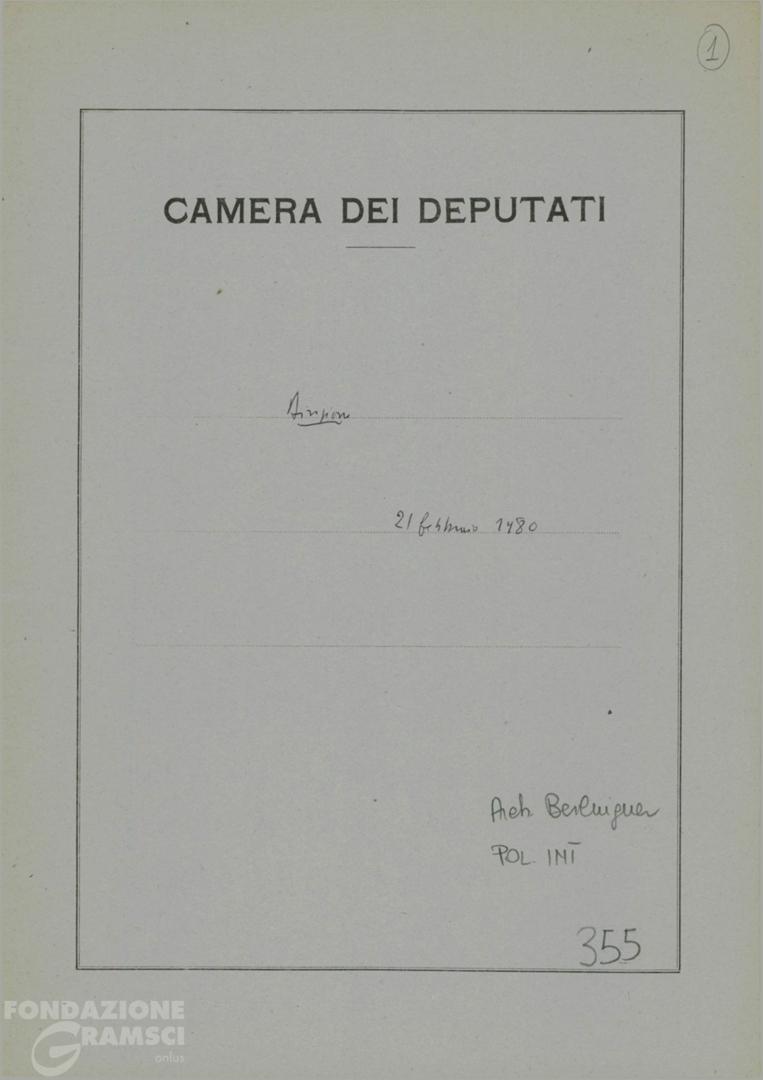 1
CAMERA DEI DEPUTATI
21 febbraio 1980
Arch. Berlinguer
POL. INT
355
FONDAZIONE
GRAMSCI
onlus